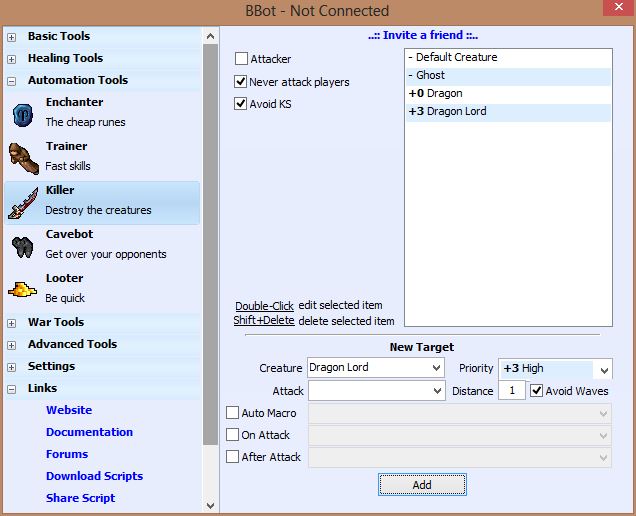 BBot - Not Connected
Basic Tools
Healing Tools
Automation Tools
Enchanter
The cheap runes
Trainer
Fast skills
Killer
Destroy the creatures
Cavebot
Get over your opponents
Looter
Be quick
War Tools
Advanced Tools
Settings
Links
Website
Documentation
Forums
Download Scripts
Share Script
..:: Invite a friend ::..
Attacker
Never attack players
Avoid KS
- Default Creature
- Ghost
+0 Dragon
+3 Dragon Lord
Double-Click edit selected item
Shift+Delete delete selected item
New Target
Creature Dragon Lord Priority +3 High
Attack Distance 1 Avoid Waves
Auto Macro
On Attack
After Attack
Add